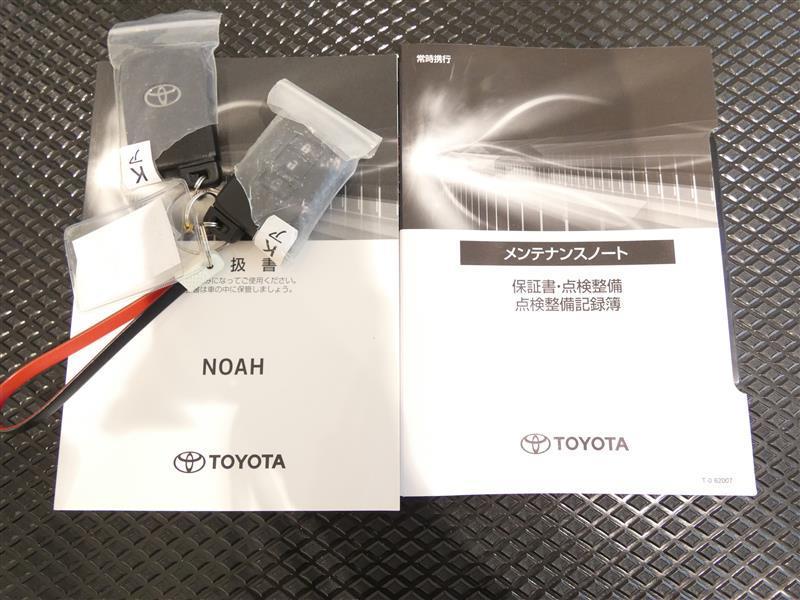 K
ア
Kア
扱書
になってご使用ください。
は車の中に保管しましょう。
NOAH
TOYOTA
常時携行
メンテナンスノート
保証書・点検整備
点検整備記録簿
TOYOTA
T-0 62007